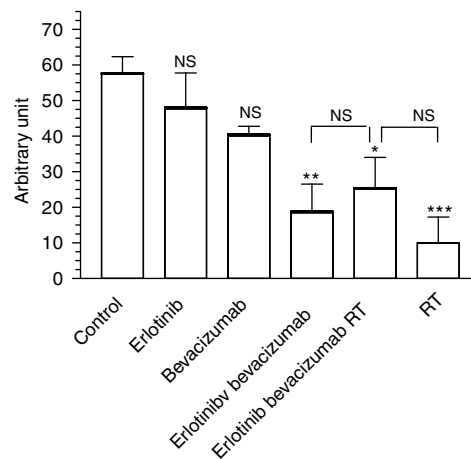 Arbitrary unit
70
60
50
40
30
20
10
0
NS
NS
**
NS
*
NS
***
Control
Erlotinib
Bevacizumab
Erlotinibv bevacizumab
Erlotinib bevacizumab RT
RT